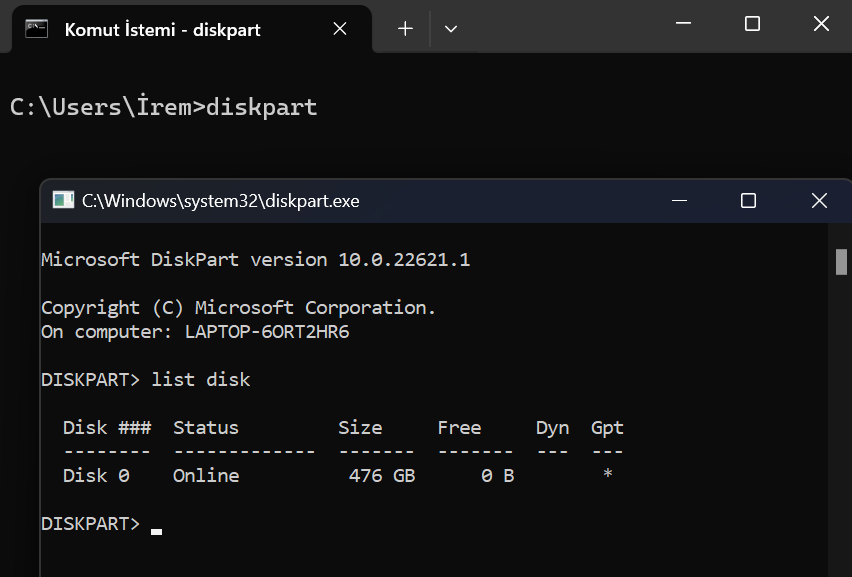 Komut İstemi - diskpart
C:\Users\İrem>diskpart
C:\Windows\system32\diskpart.exe
Microsoft DiskPart version 10.0.22621.1
Copyright (C) Microsoft Corporation.
On computer: LAPTOP-6ORT2HR6
DISKPART> list disk
  Disk ###  Status         Size     Free     Dyn  Gpt
  --------  -------------  -------  -------  ---  ---
  Disk 0    Online          476 GB      0 B        *
DISKPART>